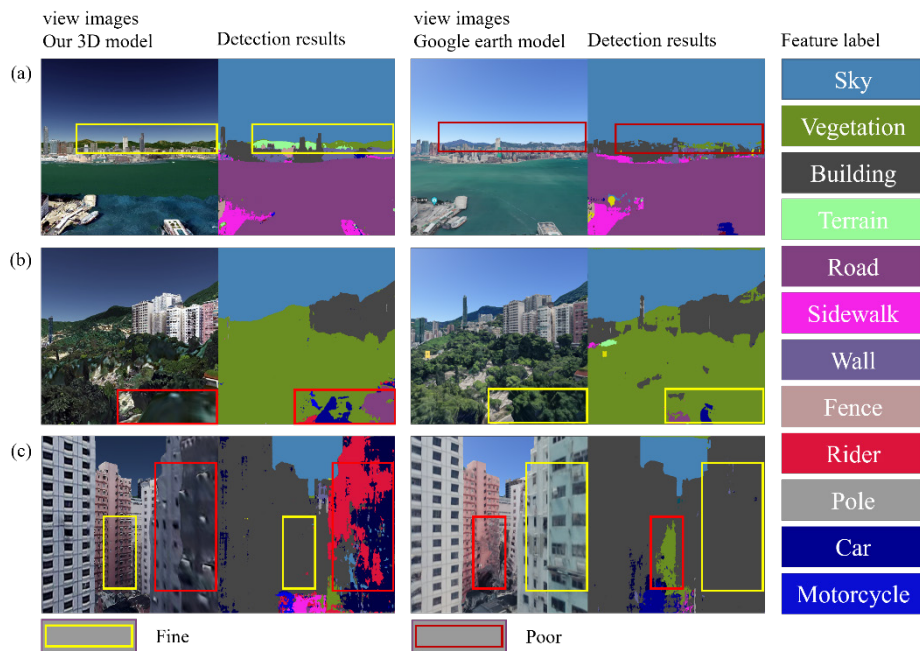 view images
Our 3D model
Detection results
view images
Google earth model
Detection results
Feature label
(a)
Sky
Vegetation
Building
Terrain
(b)
Road
Sidewalk
Wall
Fence
(c)
Rider
Pole
Car
Motorcycle
Fine
Poor